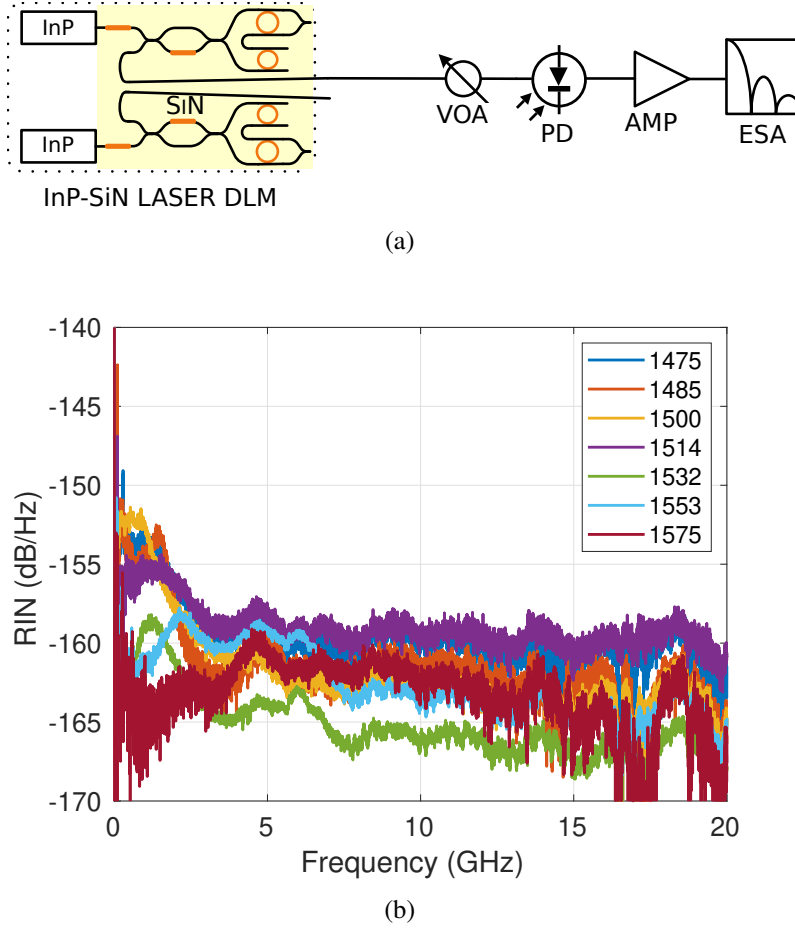 InP
SiN
InP
VOA
PD
AMP
ESA
InP-SiN LASER DLM
(a)
-140
-145
-150
-155
-160
-165
-170
RIN (dB/Hz)
1475
1485
1500
1514
1532
1553
1575
0 5 10 15 20
Frequency (GHz)
(b)